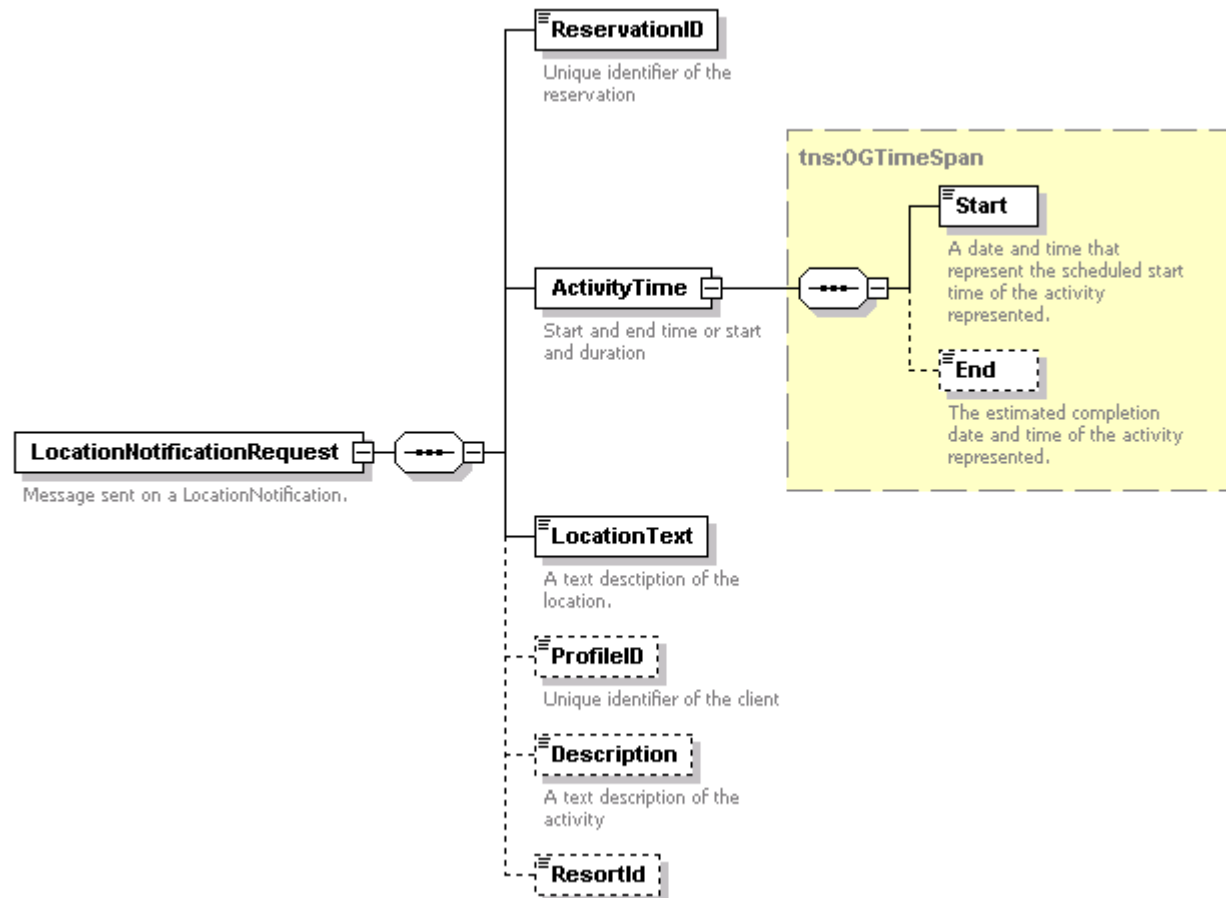 ReservationID
Unique identifier of the
reservation
tns:OGTimeSpan
Start
A date and time that
represent the scheduled start
time of the activity
represented.
ActivityTime
Start and end time or start
and duration
End
The estimated completion
date and time of the activity
represented.
LocationNotificationRequest
Message sent on a LocationNotification.
LocationText
A text desctiption of the
location.
ProfileID
Unique identifier of the client
Description
A text description of the
activity
ResortId